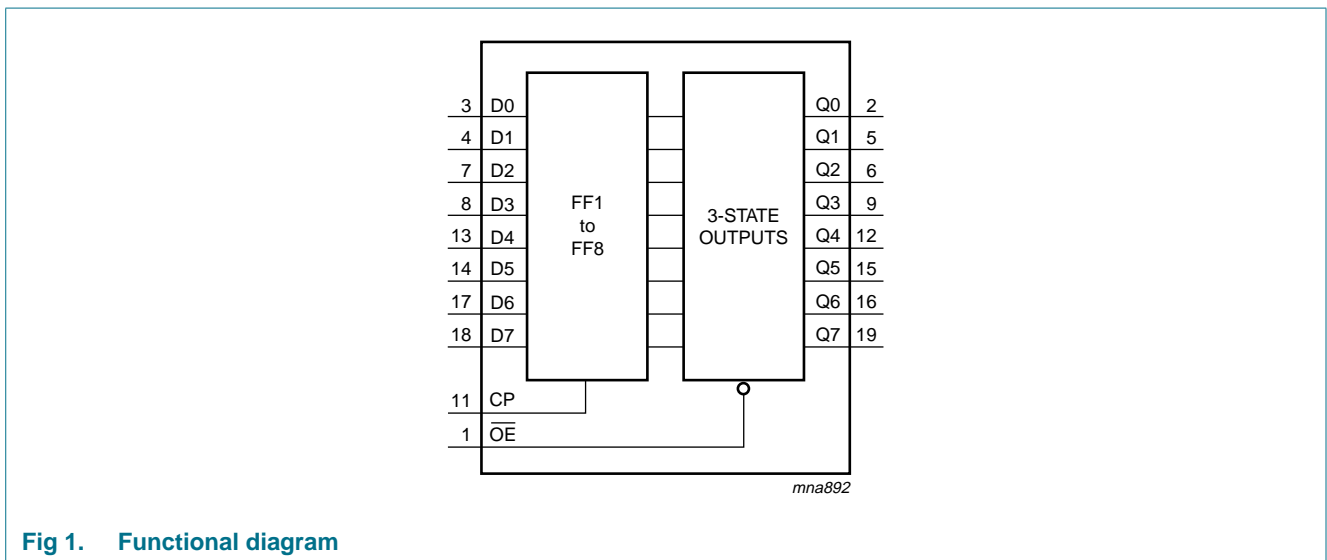 3 D0 Q0 2
4 D1 Q1 5
7 D2 Q2 6
8 D3 Q3 9
13 D4 Q4 12
14 D5 Q5 15
17 D6 Q6 16
18 D7 Q7 19
FF1
to
FF8
3-STATE
OUTPUTS
11 CP
1 O̅E̅
mna892
Fig 1. Functional diagram